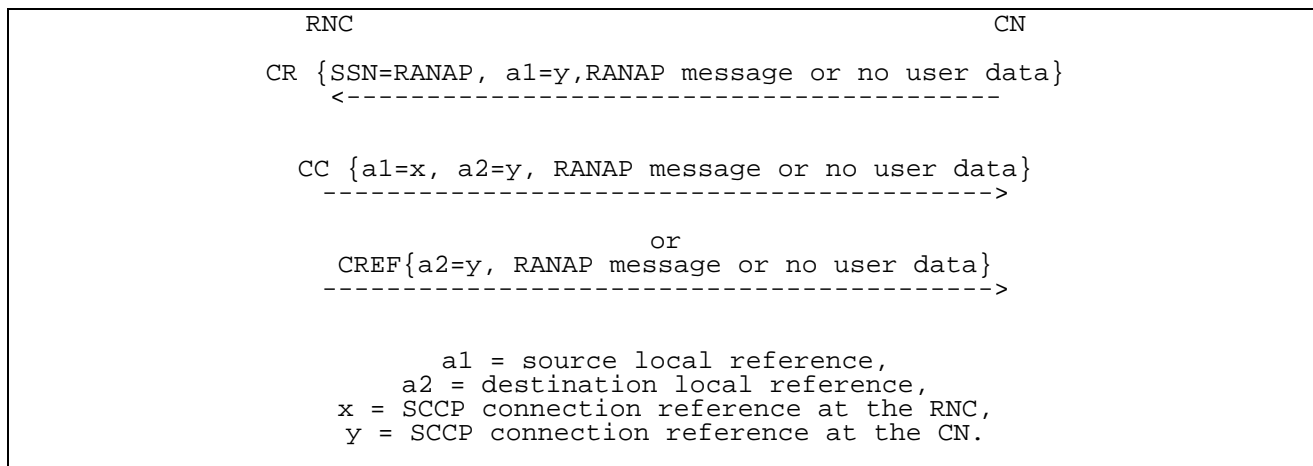 RNC CN
CR {SSN=RANAP, a1=y,RANAP message or no user data}
<-----------------------------------------
CC {a1=x, a2=y, RANAP message or no user data}
------------------------------------------>
or
CREF{a2=y, RANAP message or no user data}
------------------------------------------>
a1 = source local reference,
a2 = destination local reference,
x = SCCP connection reference at the RNC,
y = SCCP connection reference at the CN.